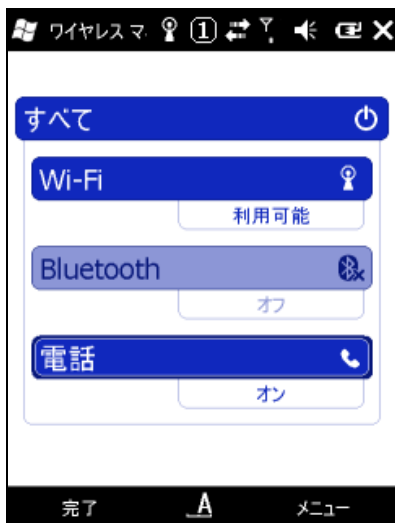 ワイヤレス マ 1
すべて
Wi-Fi
利用可能
Bluetooth
オフ
電話
オン
完了 A メニュー